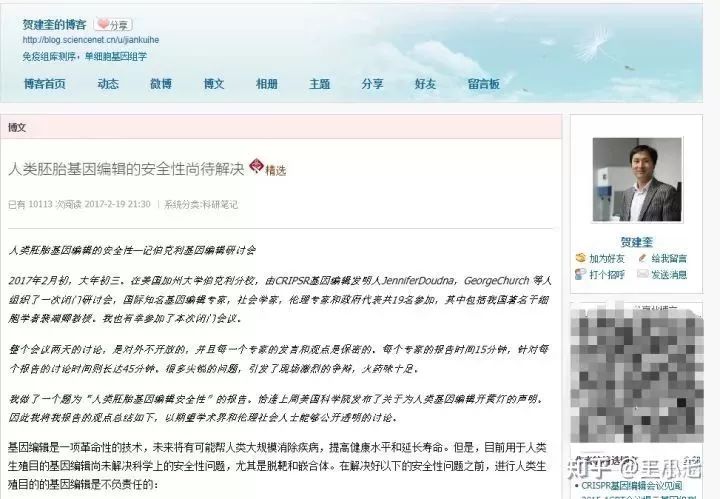 贺建奎的博客 分享
http://blog.sciencenet.cn/u/jiankuihe
免疫组库测序，单细胞基因组学
博客首页 动态 微博 博文 相册 主题 分享 好友 留言板
博文
人类胚胎基因编辑的安全性尚待解决 精选
已有 10113 次阅读 2017-2-19 21:30 | 系统分类:科研笔记
人类胚胎基因编辑的安全性—记伯克利基因编辑研讨会
2017年2月初，大年初三。在美国加州大学伯克利分校，由CRIPSR基因编辑发明人JenniferDoudna，GeorgeChurch 等人
组织了一次闭门研讨会，国际知名基因编辑专家，社会学家，伦理专家和政府代表共19名参加，其中包括我国著名干细
胞学者裴端卿教授。我也有幸参加了本次闭门会议。
整个会议两天的讨论，是对外不开放的，并且每一个专家的发言和观点是保密的。每个专家的报告时间15分钟，针对每
个报告的讨论时间则长达45分钟。很多尖锐的问题，引发了现场激烈的争辩，火药味十足。
我做了一个题为“人类胚胎基因编辑安全性”的报告。恰逢上周美国科学院发布了关于为人类基因编辑开黄灯的声明。
因此我将我报告的观点总结如下，以期望学术界和伦理社会人士能够公开透明的讨论。
基因编辑是一项革命性的技术，未来将有可能帮人类大规模消除疾病，提高健康水平和延长寿命。但是，目前用于人类
生殖目的基因编辑尚未解决科学上的安全性问题，尤其是脱靶和嵌合体。在解决好以下的安全性问题之前，进行人类生
殖目的的基因编辑是不负责任的：
贺建奎
加为好友 给我留言
打个招呼 发送消息
知乎
• CRISPR基因编辑会议见闻